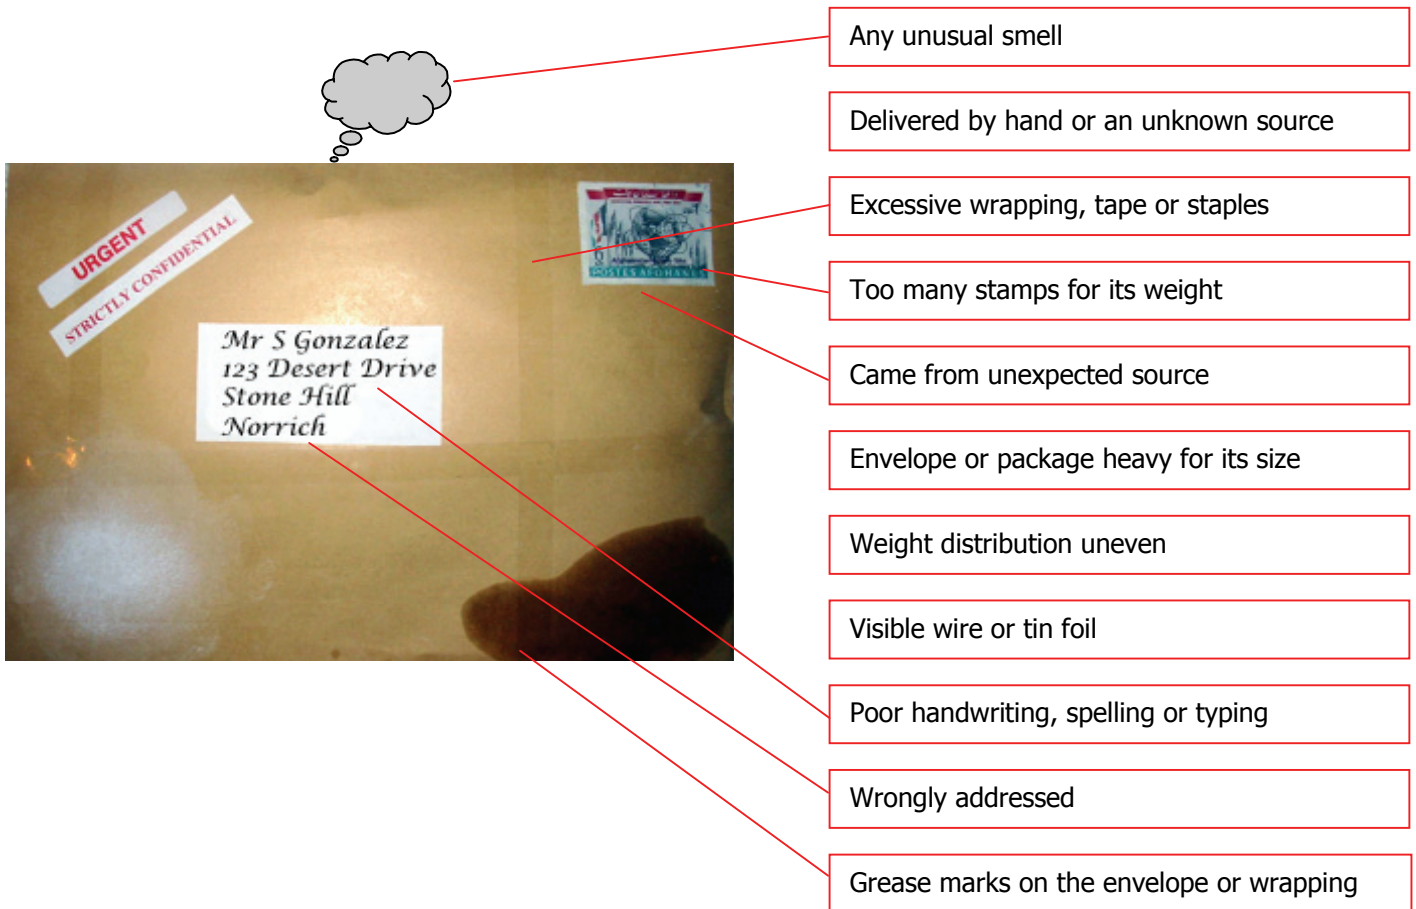 Any unusual smell
Delivered by hand or an unknown source
Excessive wrapping, tape or staples
Too many stamps for its weight
Came from unexpected source
Envelope or package heavy for its size
Weight distribution uneven
Visible wire or tin foil
Poor handwriting, spelling or typing
Wrongly addressed
Grease marks on the envelope or wrapping
URGENT
STRICTLY CONFIDENTIAL
POSTES AFGHANES
Mr S Gonzalez
123 Desert Drive
Stone Hill
Norrich